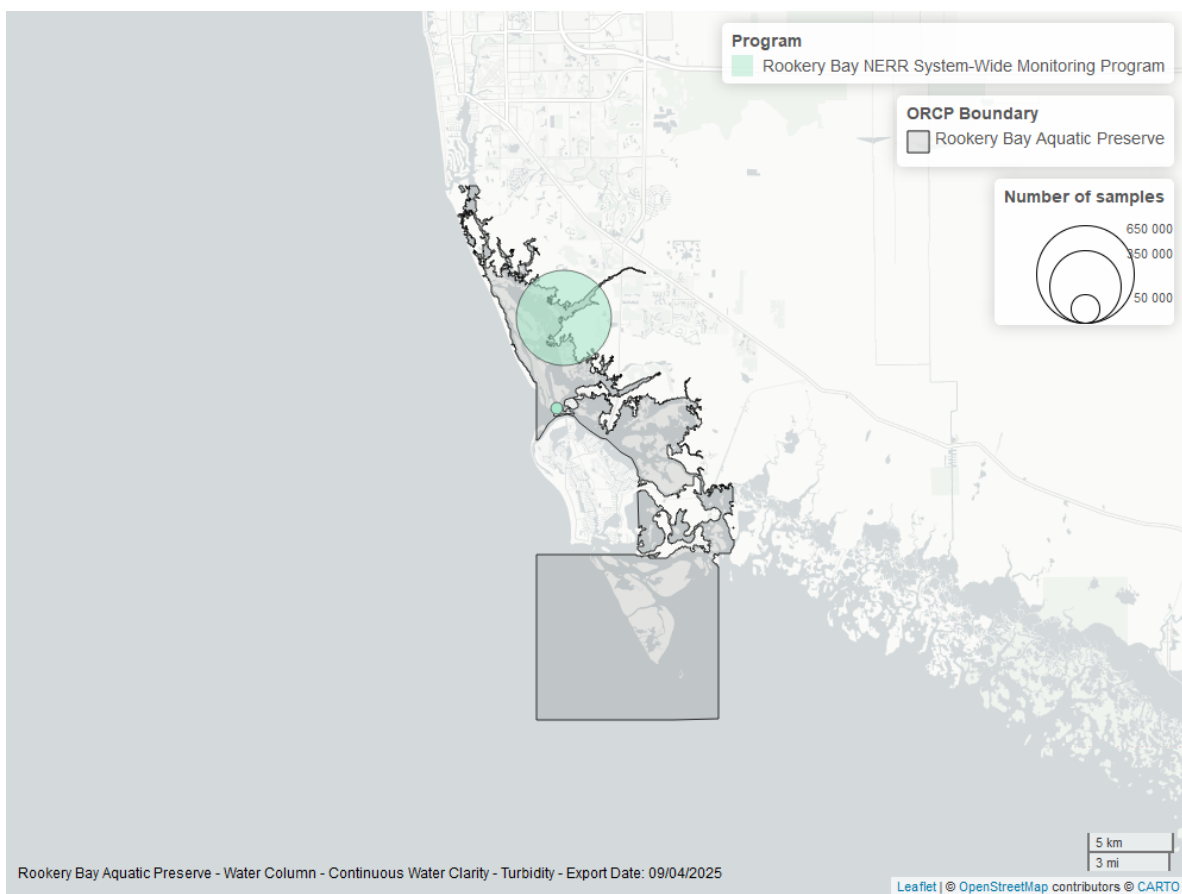 Program
Rookery Bay NERR System-Wide Monitoring Program
ORCP Boundary
Rookery Bay Aquatic Preserve
Number of samples
650 000
350 000
50 000
5 km
3 mi
Rookery Bay Aquatic Preserve - Water Column - Continuous Water Clarity - Turbidity - Export Date: 09/04/2025
Leaflet | © OpenStreetMap contributors © CARTO